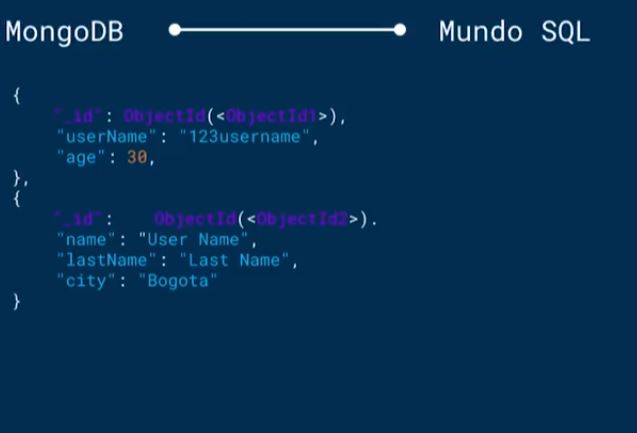 MongoDB Mundo SQL
{
"_id": ObjectId(<ObjectId1>),
"userName": "123username",
"age": 30,
},
{
"_id": ObjectId(<ObjectId2>).
"name": "User Name",
"lastName": "Last Name",
"city": "Bogota"
}